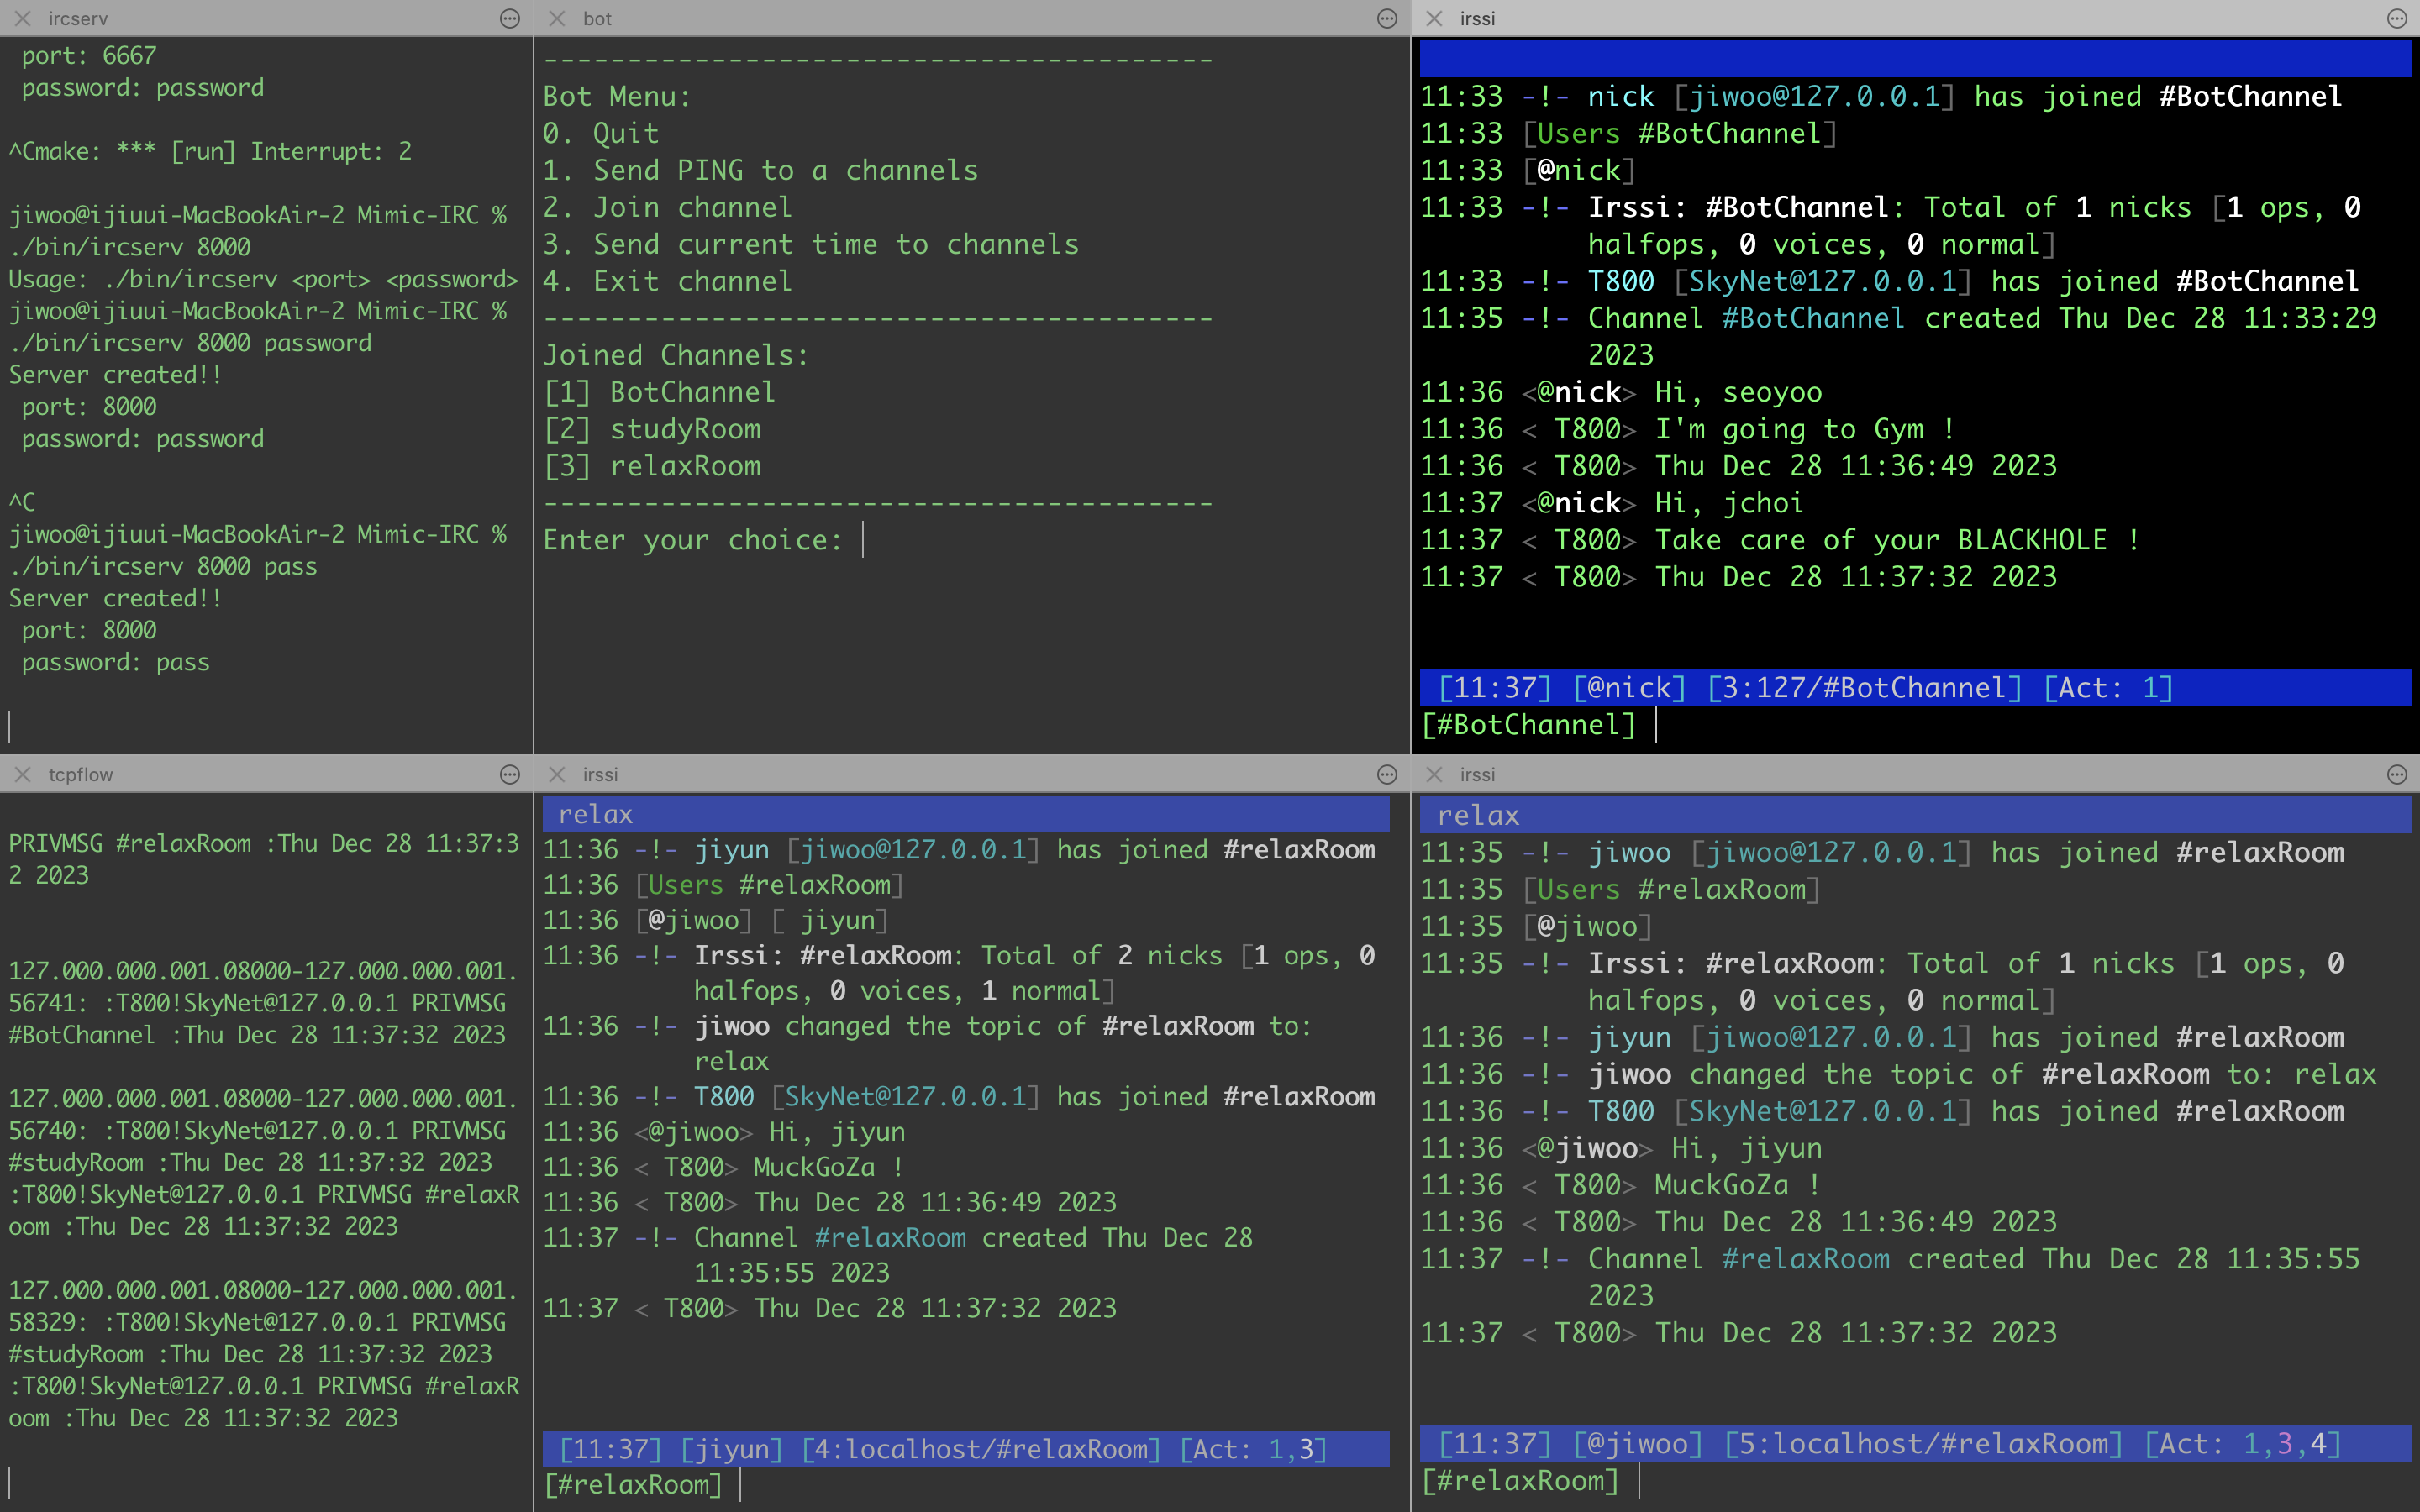 ircserv
port: 6667
password: password
^Cmake: *** [run] Interrupt: 2
jiwoo@ijiuui-MacBookAir-2 Mimic-IRC %
./bin/ircserv 8000
Usage: ./bin/ircserv <port> <password>
jiwoo@ijiuui-MacBookAir-2 Mimic-IRC %
./bin/ircserv 8000 password
Server created!!
port: 8000
password: password
^C
jiwoo@ijiuui-MacBookAir-2 Mimic-IRC %
./bin/ircserv 8000 pass
Server created!!
port: 8000
password: pass
bot
----------------------------------------
Bot Menu:
0. Quit
1. Send PING to a channels
2. Join channel
3. Send current time to channels
4. Exit channel
----------------------------------------
Joined Channels:
[1] BotChannel
[2] studyRoom
[3] relaxRoom
----------------------------------------
Enter your choice:
irssi
11:33 -!- nick [jiwoo@127.0.0.1] has joined #BotChannel
11:33 [Users #BotChannel]
11:33 [@nick]
11:33 -!- Irssi: #BotChannel: Total of 1 nicks [1 ops, 0
halfops, 0 voices, 0 normal]
11:33 -!- T800 [SkyNet@127.0.0.1] has joined #BotChannel
11:35 -!- Channel #BotChannel created Thu Dec 28 11:33:29
2023
11:36 <@nick> Hi, seoyoo
11:36 < T800> I'm going to Gym !
11:36 < T800> Thu Dec 28 11:36:49 2023
11:37 <@nick> Hi, jchoi
11:37 < T800> Take care of your BLACKHOLE !
11:37 < T800> Thu Dec 28 11:37:32 2023
[11:37] [@nick] [3:127/#BotChannel] [Act: 1]
[#BotChannel]
tcpflow
PRIVMSG #relaxRoom :Thu Dec 28 11:37:3
2 2023
127.000.000.001.08000-127.000.000.001.
56741: :T800!SkyNet@127.0.0.1 PRIVMSG
#BotChannel :Thu Dec 28 11:37:32 2023
127.000.000.001.08000-127.000.000.001.
56740: :T800!SkyNet@127.0.0.1 PRIVMSG
#studyRoom :Thu Dec 28 11:37:32 2023
:T800!SkyNet@127.0.0.1 PRIVMSG #relaxR
oom :Thu Dec 28 11:37:32 2023
127.000.000.001.08000-127.000.000.001.
58329: :T800!SkyNet@127.0.0.1 PRIVMSG
#studyRoom :Thu Dec 28 11:37:32 2023
:T800!SkyNet@127.0.0.1 PRIVMSG #relaxR
oom :Thu Dec 28 11:37:32 2023
irssi
relax
11:36 -!- jiyun [jiwoo@127.0.0.1] has joined #relaxRoom
11:36 [Users #relaxRoom]
11:36 [@jiwoo] [ jiyun]
11:36 -!- Irssi: #relaxRoom: Total of 2 nicks [1 ops, 0
halfops, 0 voices, 1 normal]
11:36 -!- jiwoo changed the topic of #relaxRoom to:
relax
11:36 -!- T800 [SkyNet@127.0.0.1] has joined #relaxRoom
11:36 <@jiwoo> Hi, jiyun
11:36 < T800> MuckGoZa !
11:36 < T800> Thu Dec 28 11:36:49 2023
11:37 -!- Channel #relaxRoom created Thu Dec 28
11:35:55 2023
11:37 < T800> Thu Dec 28 11:37:32 2023
[11:37] [jiyun] [4:localhost/#relaxRoom] [Act: 1,3]
[#relaxRoom]
irssi
relax
11:35 -!- jiwoo [jiwoo@127.0.0.1] has joined #relaxRoom
11:35 [Users #relaxRoom]
11:35 [@jiwoo]
11:35 -!- Irssi: #relaxRoom: Total of 1 nicks [1 ops, 0
halfops, 0 voices, 0 normal]
11:36 -!- jiyun [jiwoo@127.0.0.1] has joined #relaxRoom
11:36 -!- jiwoo changed the topic of #relaxRoom to: relax
11:36 -!- T800 [SkyNet@127.0.0.1] has joined #relaxRoom
11:36 <@jiwoo> Hi, jiyun
11:36 < T800> MuckGoZa !
11:36 < T800> Thu Dec 28 11:36:49 2023
11:37 -!- Channel #relaxRoom created Thu Dec 28 11:35:55
2023
11:37 < T800> Thu Dec 28 11:37:32 2023
[11:37] [@jiwoo] [5:localhost/#relaxRoom] [Act: 1,3,4]
[#relaxRoom]